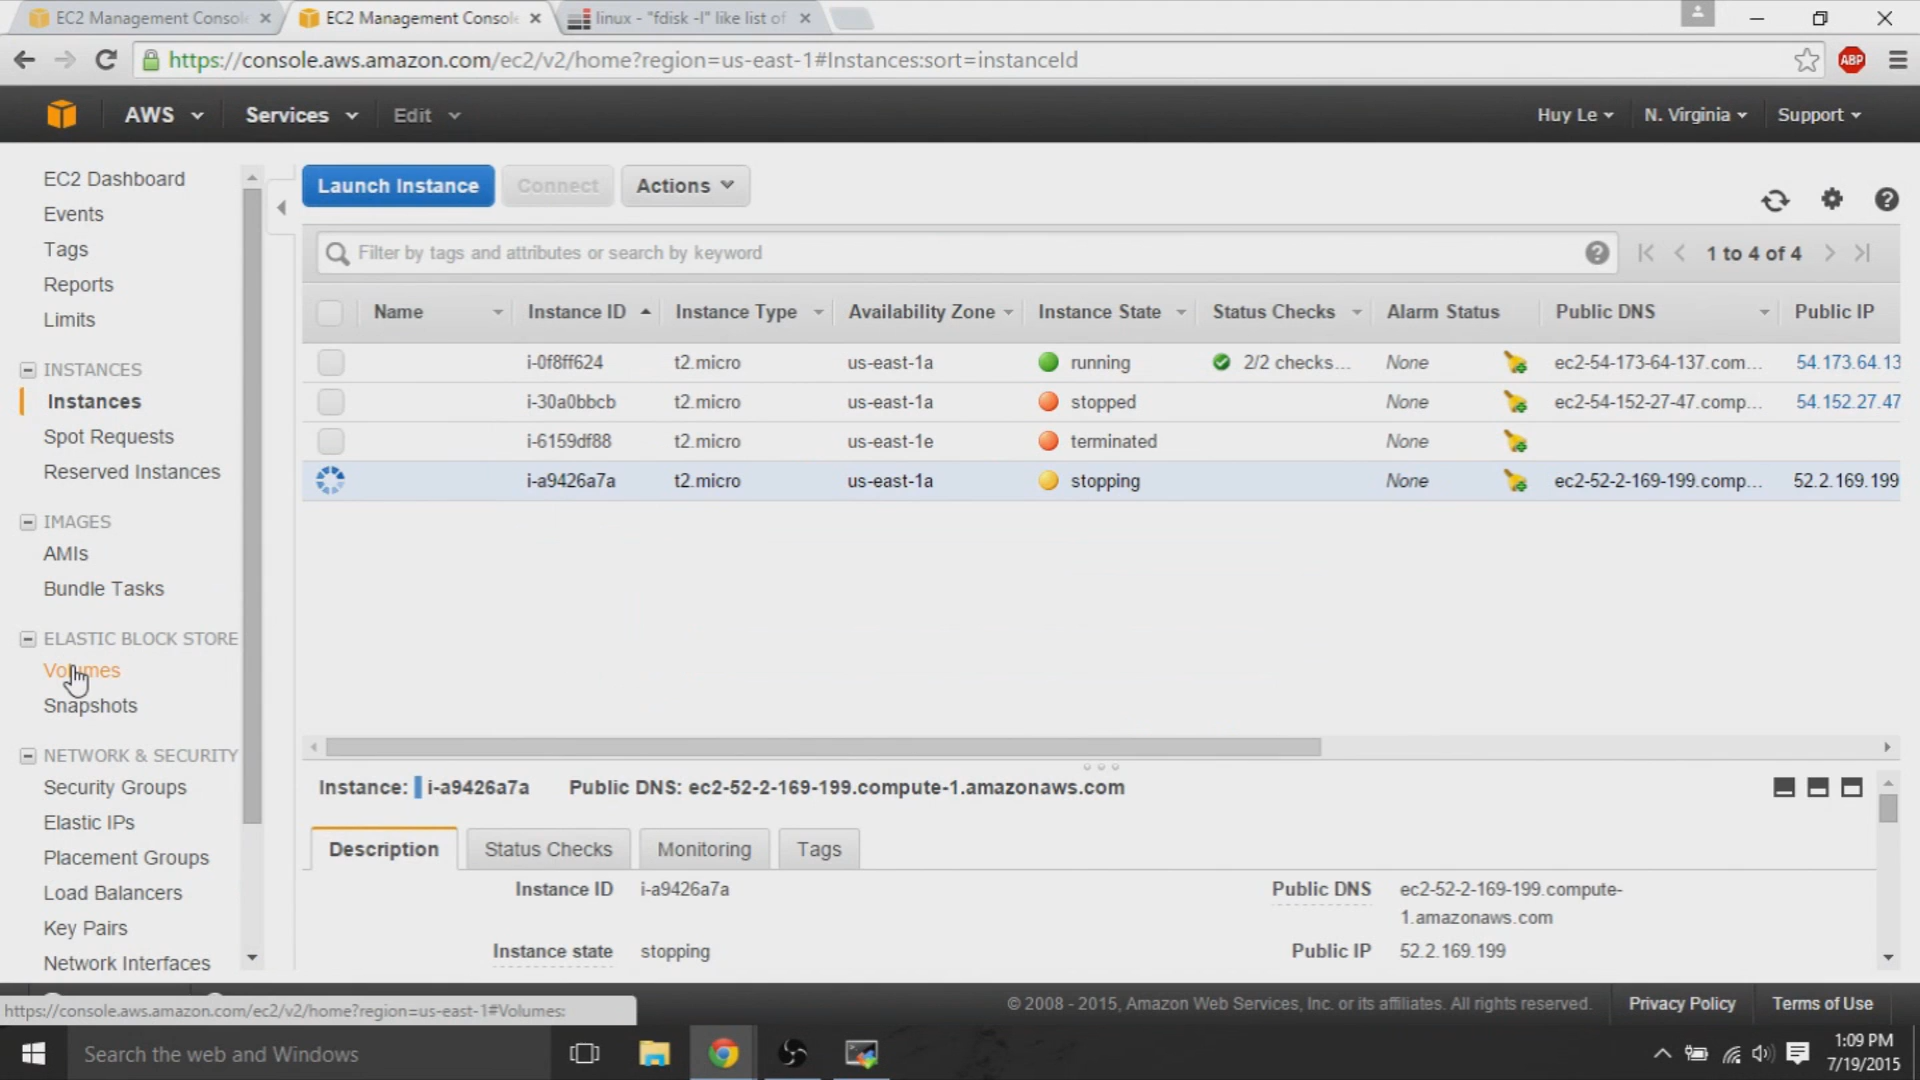 EC2 Management Console
EC2 Management Console
linux - "fdisk -l" like list of
https://console.aws.amazon.com/ec2/v2/home?region=us-east-1#Instances:sort=instanceId
ABP
AWS
Services
Edit
Huy Le
N. Virginia
Support
EC2 Dashboard
Events
Tags
Reports
Limits
INSTANCES
Instances
Spot Requests
Reserved Instances
IMAGES
AMIs
Bundle Tasks
ELASTIC BLOCK STORE
Volumes
Snapshots
NETWORK & SECURITY
Security Groups
Elastic IPs
Placement Groups
Load Balancers
Key Pairs
Network Interfaces
Launch Instance Connect Actions
Filter by tags and attributes or search by keyword
1 to 4 of 4
Name Instance ID Instance Type Availability Zone Instance State Status Checks Alarm Status Public DNS Public IP
i-0f8ff624 t2.micro us-east-1a running 2/2 checks... None ec2-54-173-64-137.com... 54.173.64.13
i-30a0bbcb t2.micro us-east-1a stopped None ec2-54-152-27-47.comp... 54.152.27.47
i-6159df88 t2.micro us-east-1e terminated None
i-a9426a7a t2.micro us-east-1a stopping None ec2-52-2-169-199.comp... 52.2.169.199
Instance: i-a9426a7a Public DNS: ec2-52-2-169-199.compute-1.amazonaws.com
Description Status Checks Monitoring Tags
Instance ID i-a9426a7a
Public DNS ec2-52-2-169-199.compute-
1.amazonaws.com
Instance state stopping
Public IP 52.2.169.199
https://console.aws.amazon.com/ec2/v2/home?region=us-east-1#Volumes:
© 2008 - 2015, Amazon Web Services, Inc. or its affiliates. All rights reserved.
Privacy Policy
Terms of Use
Search the web and Windows
1:09 PM
7/19/2015